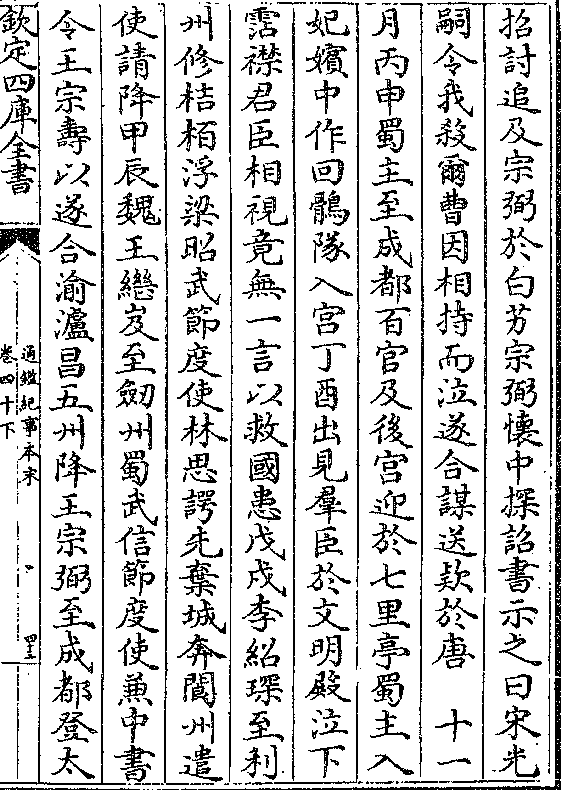 招討追及宗弼於白艻宗弼懷中探詔書示之曰宋光
嗣令我殺爾曹因相持而泣遂合謀送欵於唐　十一
月丙申蜀主至成都百官及後宫迎於七里亭蜀主入
妃嬪中作回鶻隊入宫丁酉出見羣臣於文明殿泣下
霑襟君臣相視竟無一言以救國患戊戌李紹琛至利
州修桔栢浮梁昭武節度使林思諤先棄城奔閬州遣
使請降甲辰魏王繼岌至劒州蜀武信節度使兼中書
令王宗壽以遂合渝瀘昌五州降王宗弼至成都登太
欽定四庫全書
通鑑紀事本末
卷四十下
四三